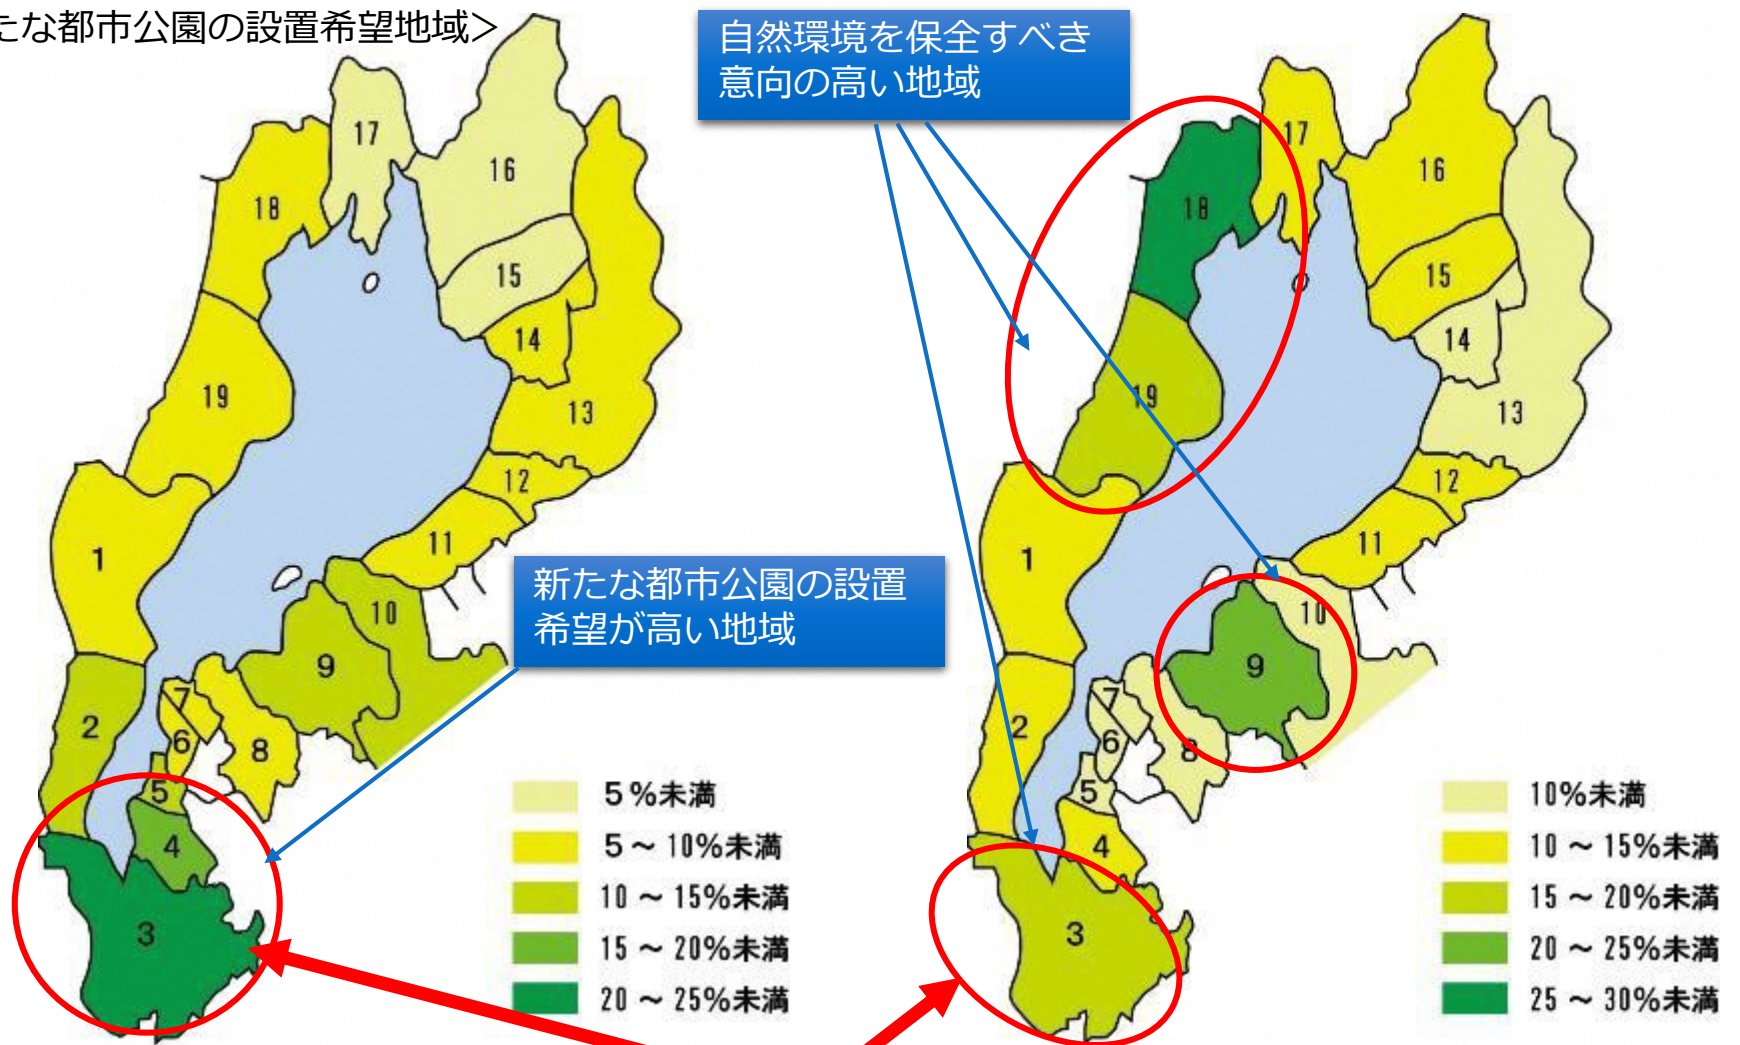 たな都市公園の設置希望地域＞
自然環境を保全すべき
意向の高い地域
新たな都市公園の設置
希望が高い地域
17
16
18
15
14
19
13
12
11
1
10
9
7
2
6
8
5
4
3
5%未満
5～10%未満
10～15%未満
15～20%未満
20～25%未満
17
16
18
15
14
19
13
12
11
1
10
9
7
2
6
8
5
4
3
10%未満
10～15%未満
15～20%未満
20～25%未満
25～30%未満